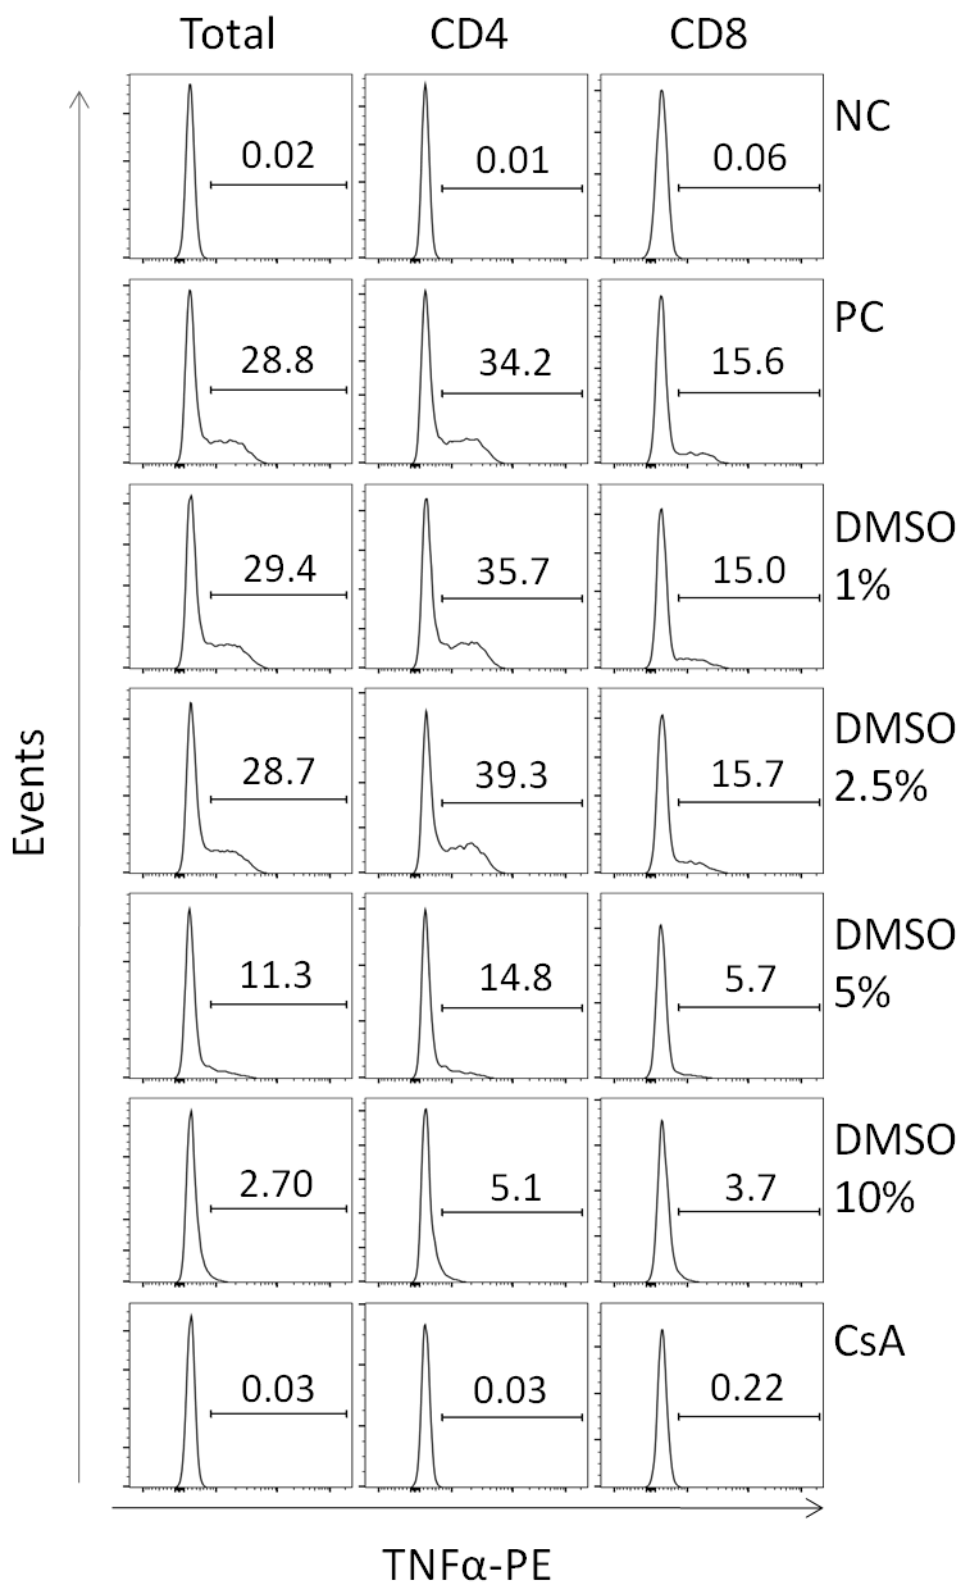 Total CD4 CD8
0.02 0.01 0.06 NC
28.8 34.2 15.6 PC
29.4 35.7 15.0 DMSO
1%
28.7 39.3 15.7 DMSO
2.5%
11.3 14.8 5.7 DMSO
5%
2.70 5.1 3.7 DMSO
10%
0.03 0.03 0.22 CsA
Events
TNFα-PE